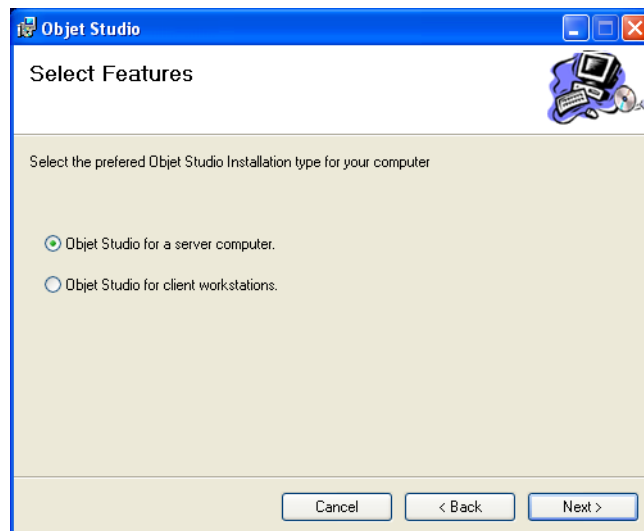 Objet Studio
Select Features
Select the prefered Objet Studio Installation type for your computer
Objet Studio for a server computer.
Objet Studio for client workstations.
Cancel
< Back
Next >